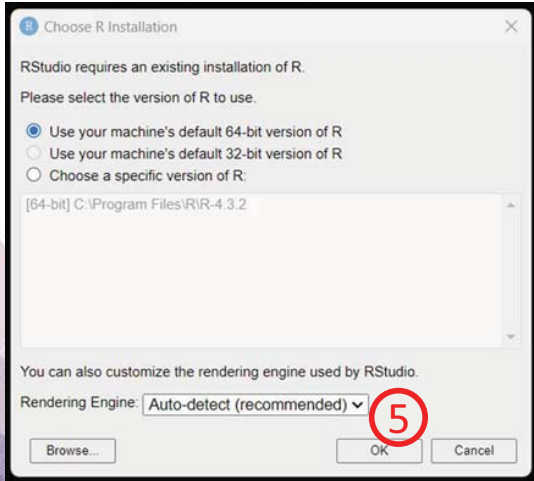 R Choose R Installation
RStudio requires an existing installation of R.
Please select the version of R to use.
Use your machine's default 64-bit version of R
Use your machine's default 32-bit version of R
Choose a specific version of R:
[64-bit] C:\Program Files\R\R-4.3.2
You can also customize the rendering engine used by RStudio.
Rendering Engine: Auto-detect (recommended)
5
Browse... OK Cancel